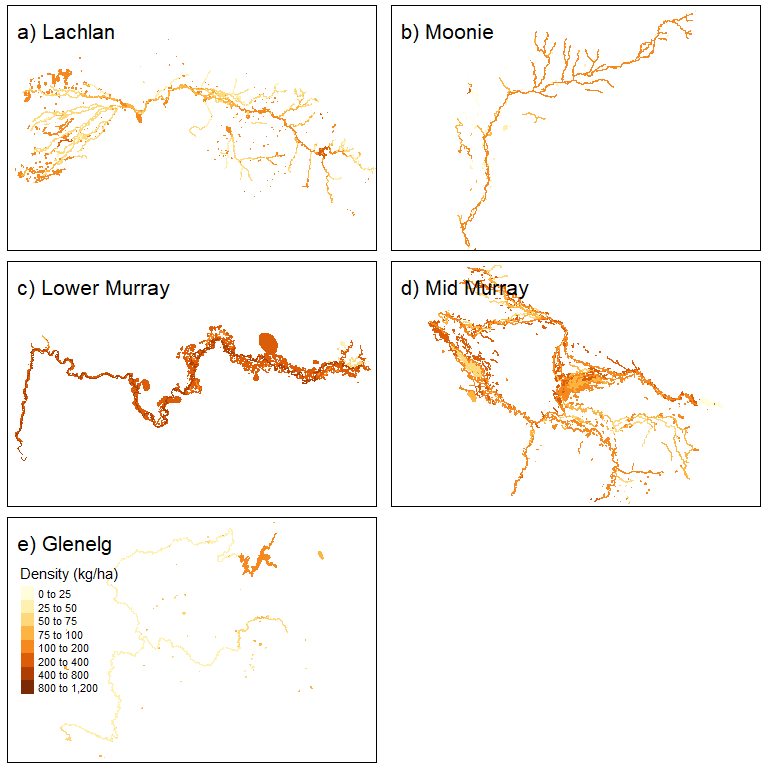 a) Lachlan
b) Moonie
c) Lower Murray
d) Mid Murray
e) Glenelg
Density (kg/ha)
0 to 25
25 to 50
50 to 75
75 to 100
100 to 200
200 to 400
400 to 800
800 to 1,200